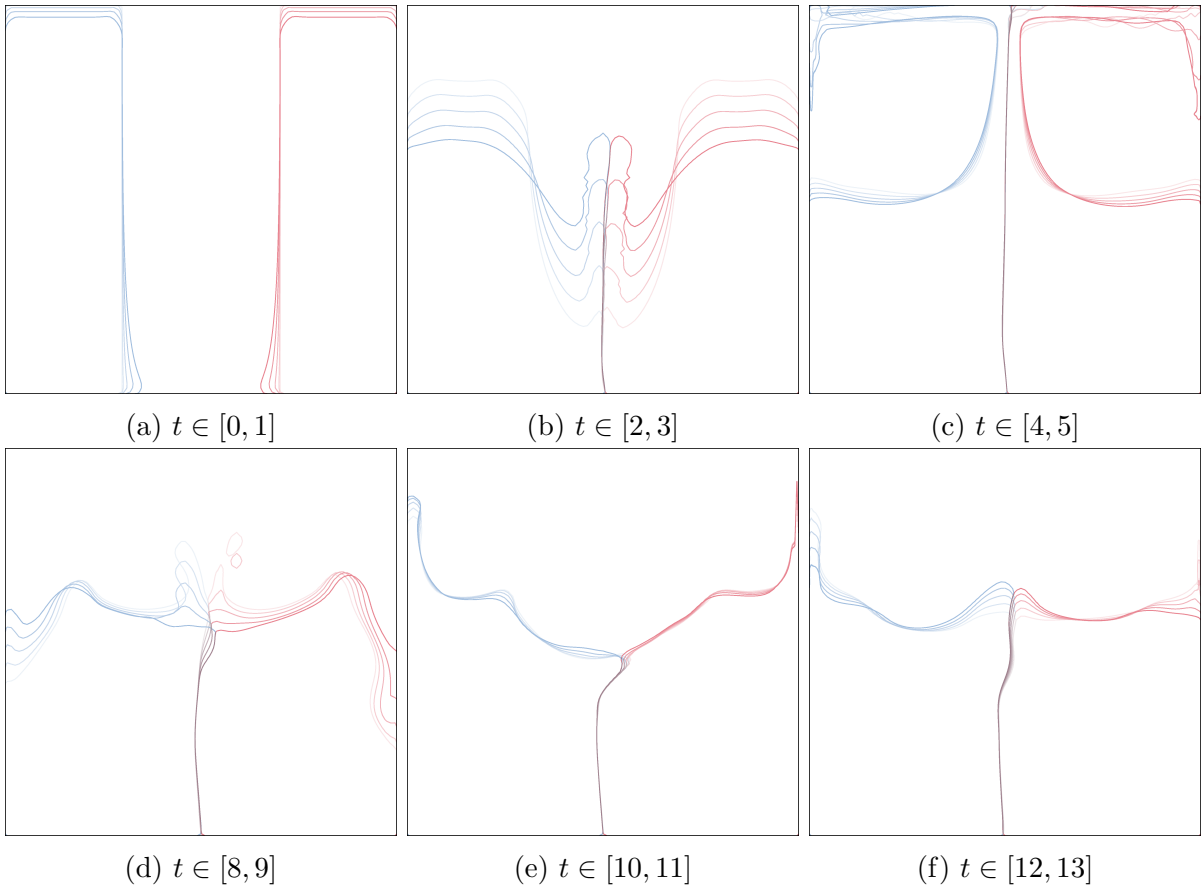 (a) t ∈ [0, 1]
(b) t ∈ [2, 3]
(c) t ∈ [4, 5]
(d) t ∈ [8, 9]
(e) t ∈ [10, 11]
(f) t ∈ [12, 13]